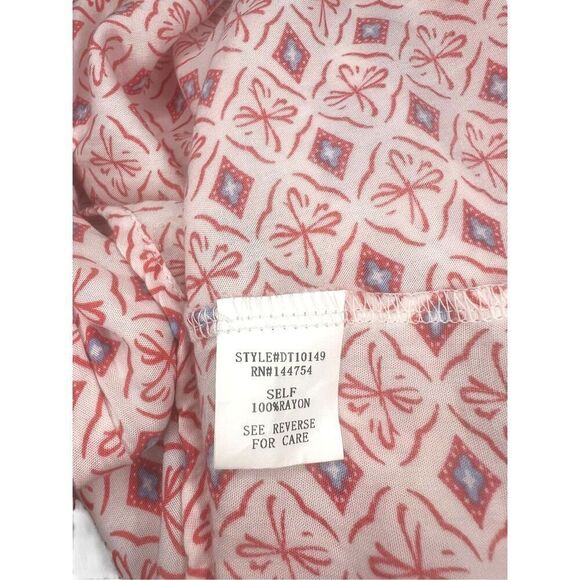 STYLE#DT10149
RN#144754
SELF
100%RAYON
SEE REVERSE
FOR CARE